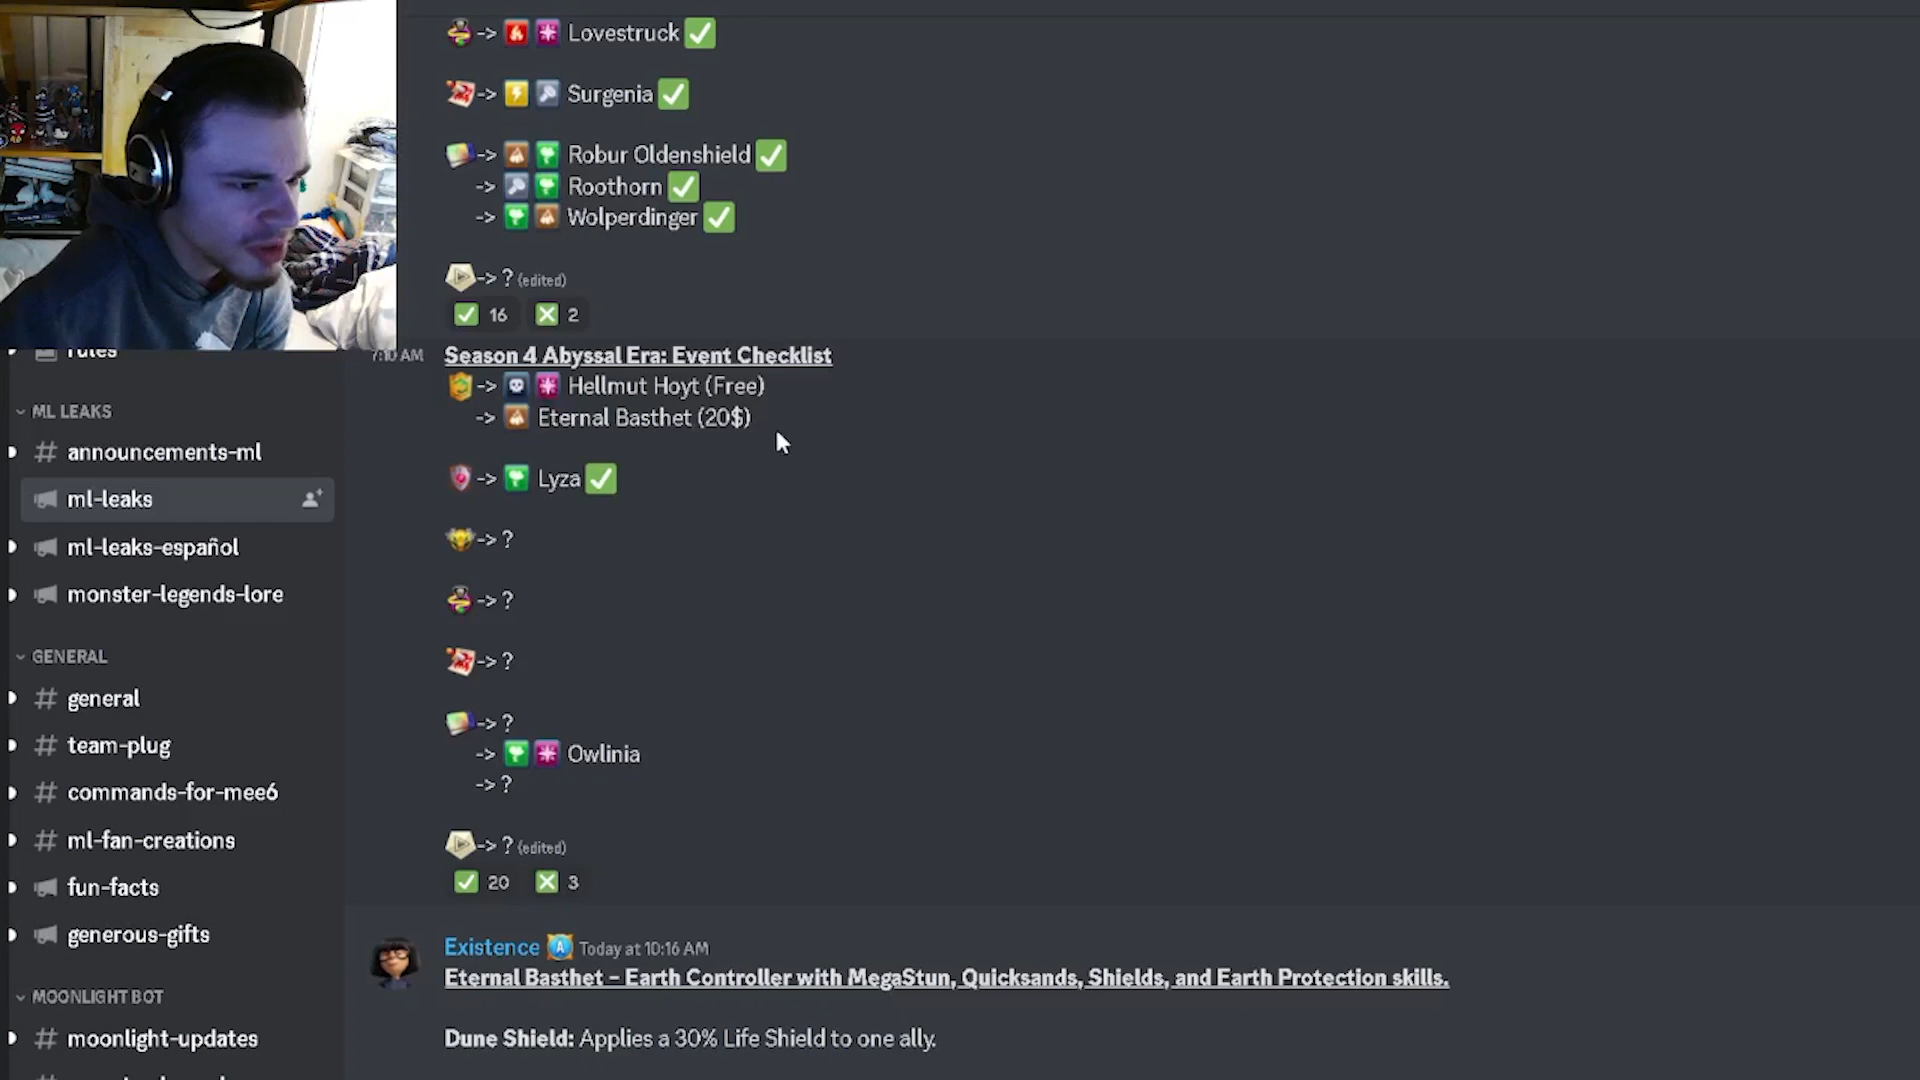 -> Lovestruck
-> Surgenia
-> Robur Oldenshield
-> Roothorn
-> Wolperdinger
-> ? (edited)
16 2
7:10 AM Season 4 Abyssal Era: Event Checklist
-> Hellmut Hoyt (Free)
-> Eternal Basthet (20$)
-> Lyza
-> ?
-> ?
-> ?
-> ?
-> Owlinia
-> ?
-> ? (edited)
20 3
Existence Today at 10:16 AM
Eternal Basthet – Earth Controller with MegaStun, Quicksands, Shields, and Earth Protection skills.
Dune Shield: Applies a 30% Life Shield to one ally.
rules
ML LEAKS
announcements-ml
ml-leaks
ml-leaks-español
monster-legends-lore
GENERAL
general
team-plug
commands-for-mee6
ml-fan-creations
fun-facts
generous-gifts
MOONLIGHT BOT
moonlight-updates